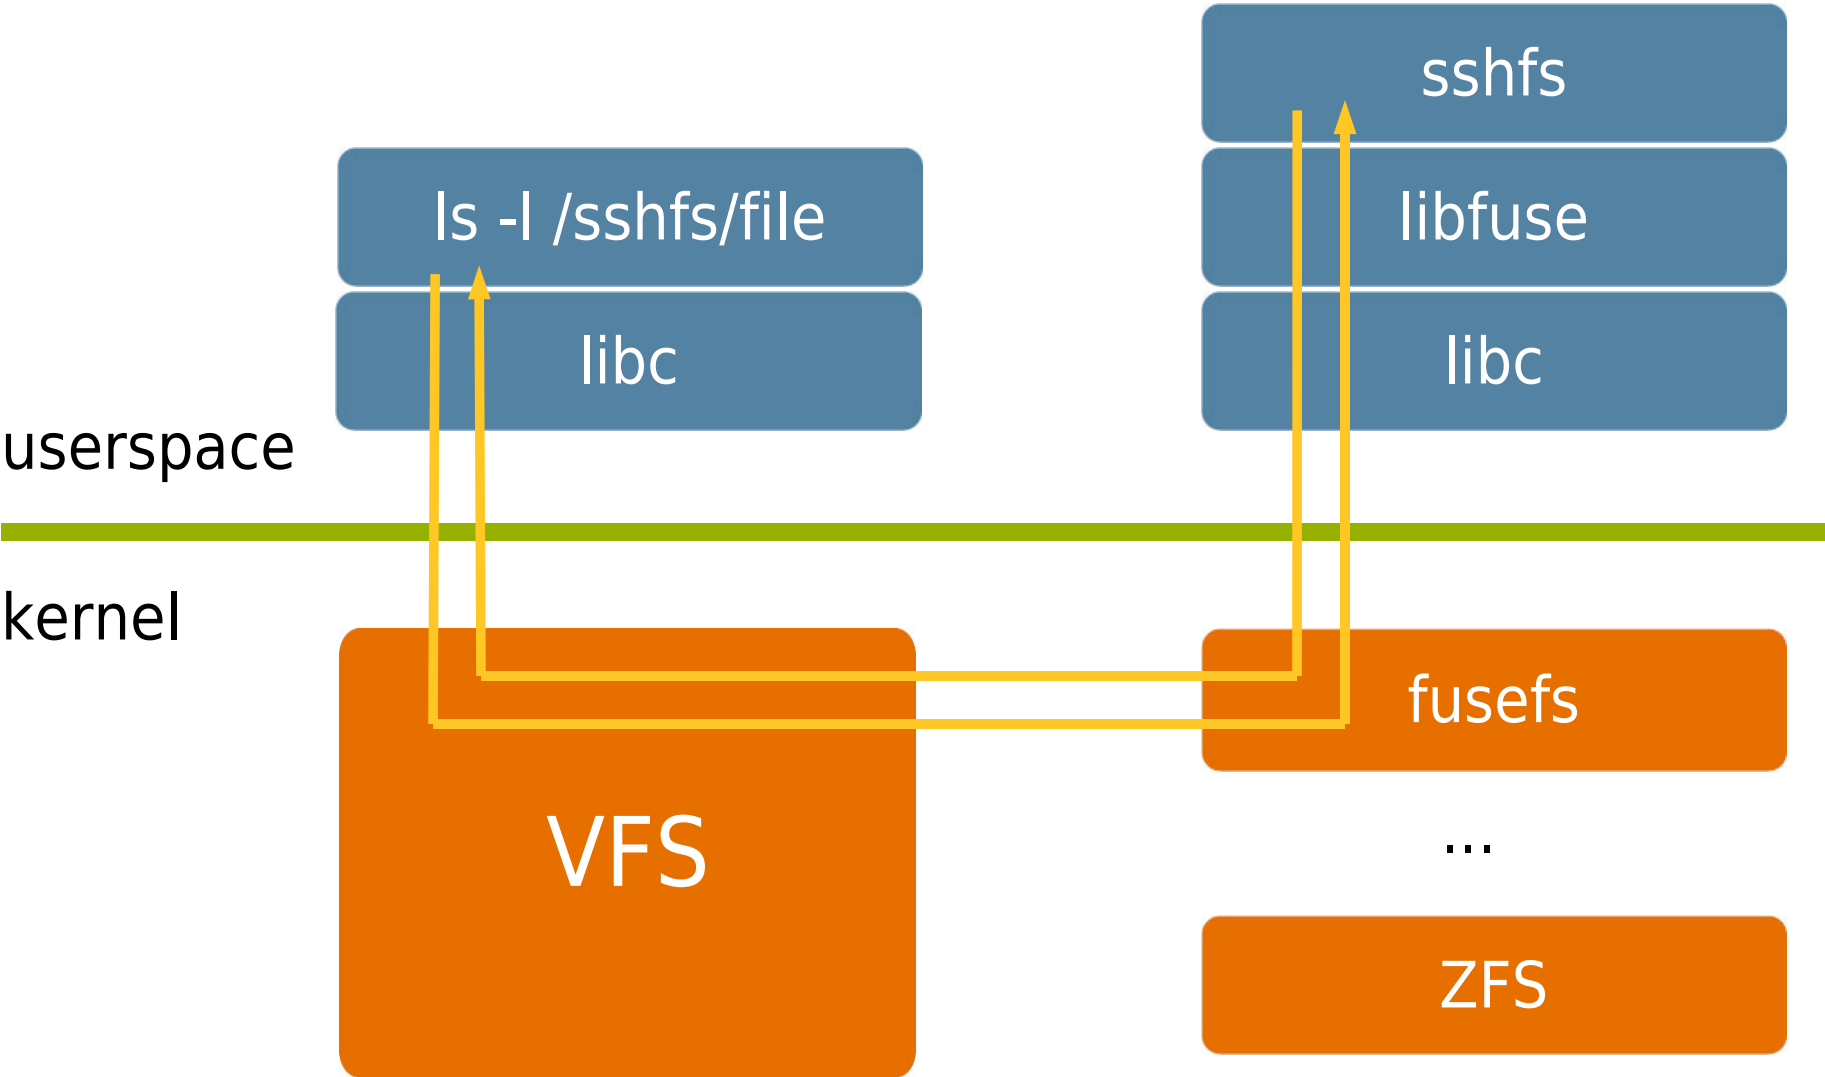 sshfs
ls -l /sshfs/file
libfuse
libc
libc
userspace
kernel
fusefs
VFS
...
ZFS